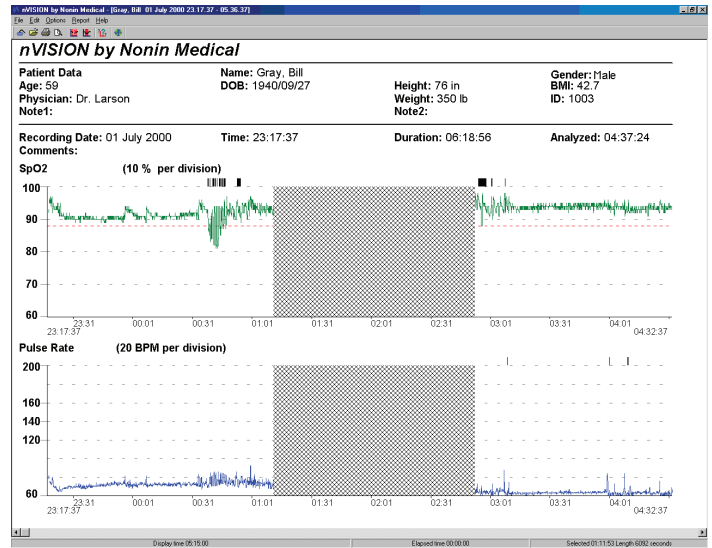 nVISION by Nonin Medical - [Gray, Bill 01 July 2000 23.17.37 - 05.36.37]
File Edit Options Report Help
nVISION by Nonin Medical
Patient Data Name: Gray, Bill Gender: Male
Age: 59 DOB: 1940/09/27 Height: 76 in BMI: 42.7
Physician: Dr. Larson Weight: 350 lb ID: 1003
Note1: Note2:
Recording Date: 01 July 2000 Time: 23:17:37 Duration: 06:18:56 Analyzed: 04:37:24
Comments:
SpO2 (10 % per division)
100
90
80
70
60
23:31 00:01 00:31 01:01 01:31 02:01 02:31 03:01 03:31 04:01
23:17:37 04:32:37
Pulse Rate (20 BPM per division)
200
160
140
120
60
23:31 00:01 00:31 01:01 01:31 02:01 02:31 03:01 03:31 04:01
23:17:37 04:32:37
Display time 05:15:00 Elapsed time 00:00:00 Selected 01:11:53 Length 6092 seconds